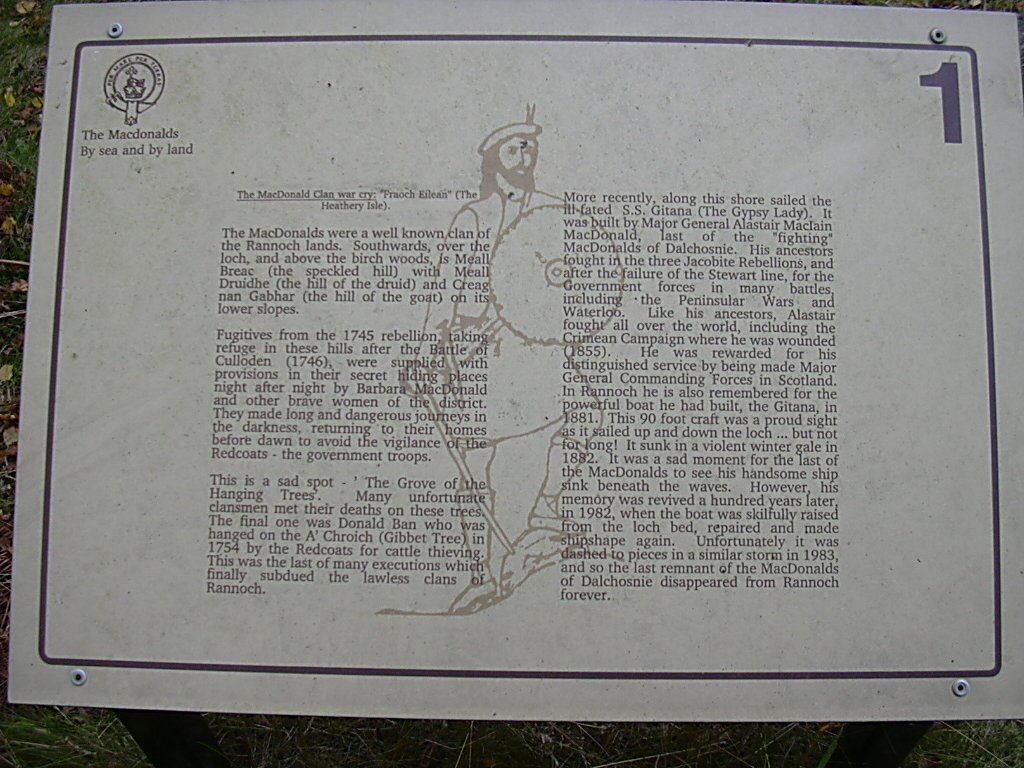 PER MARE PER TERRAS
The Macdonalds
By sea and by land
1
The MacDonald Clan war cry: "Fraoch Eilean" (The
Heathery Isle).
The MacDonalds were a well known clan of
the Rannoch lands. Southwards, over the
loch, and above the birch woods, is Meall
Breac (the speckled hill) with Meall
Druidhe (the hill of the druid) and Creag
nan Gabhar (the hill of the goat) on its
lower slopes.
Fugitives from the 1745 rebellion, taking
refuge in these hills after the Battle of
Culloden (1746), were supplied with
provisions in their secret hiding places
night after night by Barbara MacDonald
and other brave women of the district.
They made long and dangerous journeys in
the darkness, returning to their homes
before dawn to avoid the vigilance of the
Redcoats - the government troops.
This is a sad spot - ' The Grove of the
Hanging Trees'. Many unfortunate
clansmen met their deaths on these trees.
The final one was Donald Ban who was
hanged on the A' Chroich (Gibbet Tree) in
1754 by the Redcoats for cattle thieving.
This was the last of many executions which
finally subdued the lawless clans of
Rannoch.
More recently, along this shore sailed the
ill-fated S.S. Gitana (The Gypsy Lady). It
was built by Major General Alastair MacIain
MacDonald, last of the "fighting"
MacDonalds of Dalchosnie. His ancestors
fought in the three Jacobite Rebellions, and
after the failure of the Stewart line, for the
Government forces in many battles,
including the Peninsular Wars and
Waterloo. Like his ancestors, Alastair
fought all over the world, including the
Crimean Campaign where he was wounded
(1855). He was rewarded for his
distinguished service by being made Major
General Commanding Forces in Scotland.
In Rannoch he is also remembered for the
powerful boat he had built, the Gitana, in
1881. This 90 foot craft was a proud sight
as it sailed up and down the loch ... but not
for long! It sunk in a violent winter gale in
1882. It was a sad moment for the last of
the MacDonalds to see his handsome ship
sink beneath the waves. However, his
memory was revived a hundred years later,
in 1982, when the boat was skilfully raised
from the loch bed, repaired and made
shipshape again. Unfortunately it was
dashed to pieces in a similar storm in 1983,
and so the last remnant of the MacDonalds
of Dalchosnie disappeared from Rannoch
forever.